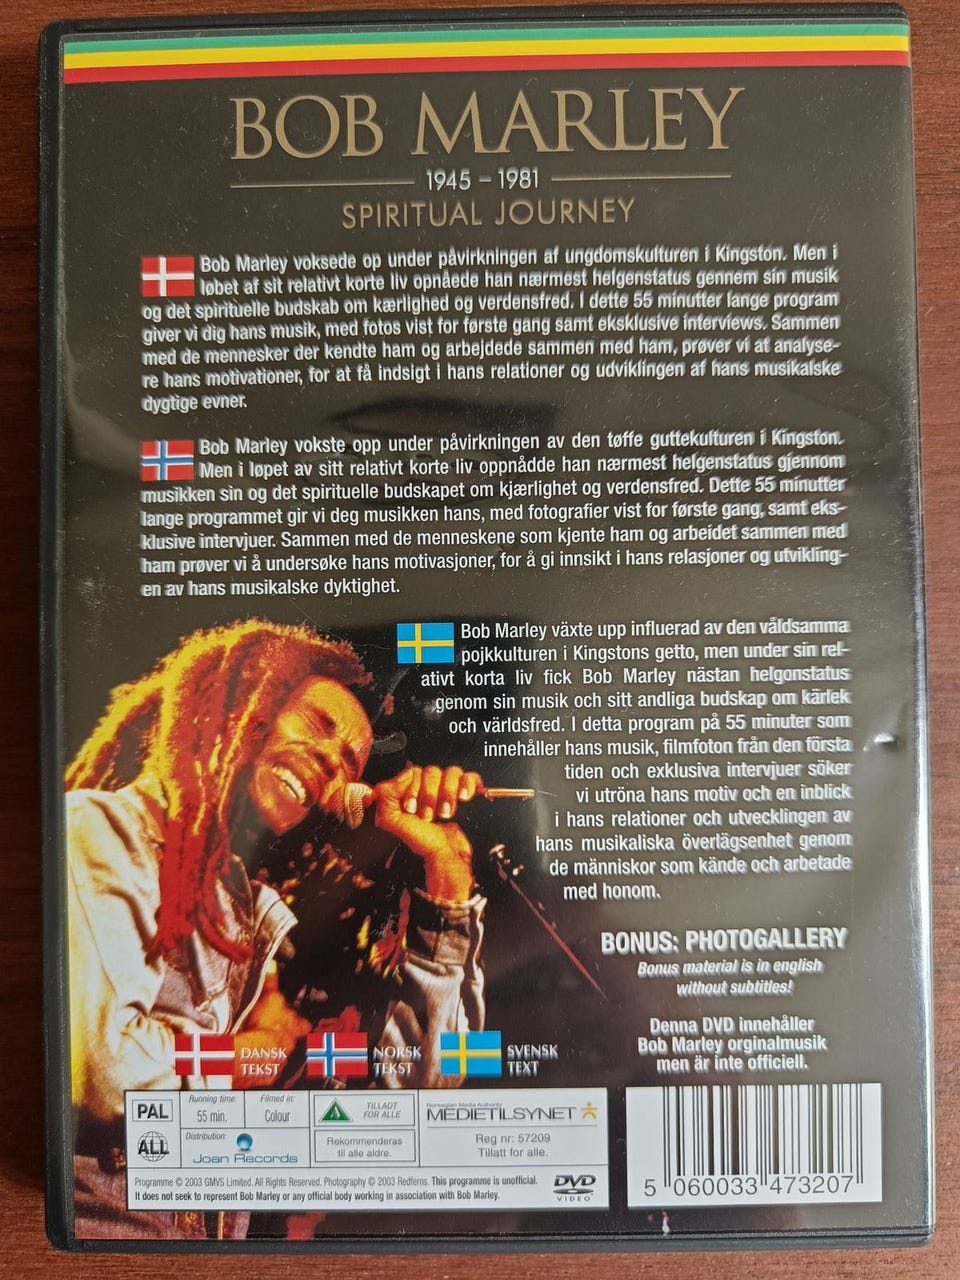 BOB MARLEY
1945 – 1981
SPIRITUAL JOURNEY
Bob Marley voksede op under påvirkningen af ungdomskulturen i Kingston. Men i
løbet af sit relativt korte liv opnåede han nærmest helgenstatus gennem sin musik
og det spirituelle budskab om kærlighed og verdensfred. I dette 55 minutter lange program
giver vi dig hans musik, med fotos vist for første gang samt eksklusive interviews. Sammen
med de mennesker der kendte ham og arbejdede sammen med ham, prøver vi at analyse-
re hans motivationer, for at få indsigt i hans relationer og udviklingen af hans musikalske
dygtige evner.
Bob Marley vokste opp under påvirkningen av den tøffe guttekulturen i Kingston.
Men i løpet av sitt relativt korte liv oppnådde han nærmest helgenstatus gjennom
musikken sin og det spirituelle budskapet om kjærlighet og verdensfred. Dette 55 minutter
lange programmet gir vi deg musikken hans, med fotografier vist for første gang, samt eks-
klusive intervjuer. Sammen med de menneskene som kjente ham og arbeidet sammen med
ham prøver vi å undersøke hans motivasjoner, for å gi innsikt i hans relasjoner og utvikling-
en av hans musikalske dyktighet.
Bob Marley växte upp influerad av den våldsamma
pojkkulturen i Kingstons getto, men under sin rel-
ativt korta liv fick Bob Marley nästan helgonstatus
genom sin musik och sitt andliga budskap om kärlek
och världsfred. I detta program på 55 minuter som
innehåller hans musik, filmfoton från den första
tiden och exklusiva intervjuer söker
vi utröna hans motiv och en inblick
i hans relationer och utvecklingen av
hans musikaliska överlägsenhet genom
de människor som kände och arbetade
med honom.
BONUS: PHOTOGALLERY
Bonus material is in english
without subtitles!
Denna DVD innehåller
Bob Marley orginalmusik
men är inte officiell.
DANSK
TEKST
NORSK
TEKST
SVENSK
TEXT
PAL
ALL
Running time:
55 min.
Filmed in:
Colour
Distribution:
Joan Records
TILLADT
FOR ALLE
Rekommenderas
til alle aldre.
Norwegian Media Authority
MEDIETILSYNET
Reg nr: 57209
Tillatt for alle.
Programme © 2003 GMVS Limited. All Rights Reserved. Photography © 2003 Redferns. This programme is unofficial.
It does not seek to represent Bob Marley or any official body working in association with Bob Marley.
DVD
VIDEO
5 060033 473207